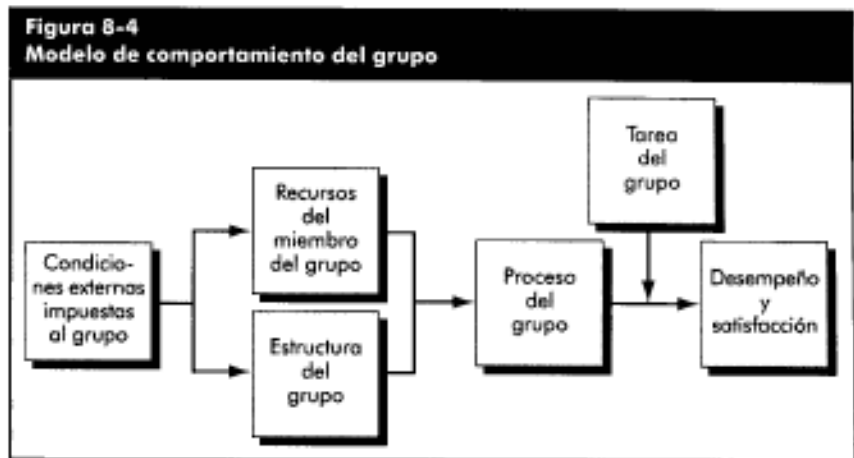 Figura 8-4
Modelo de comportamiento del grupo
Tarea
del
grupo
Recursos
del
miembro
del grupo
Condicio-
nes externas
impuestas
al grupo
Estructura
del
grupo
Proceso
del
grupo
Desempeño
y
satisfacción